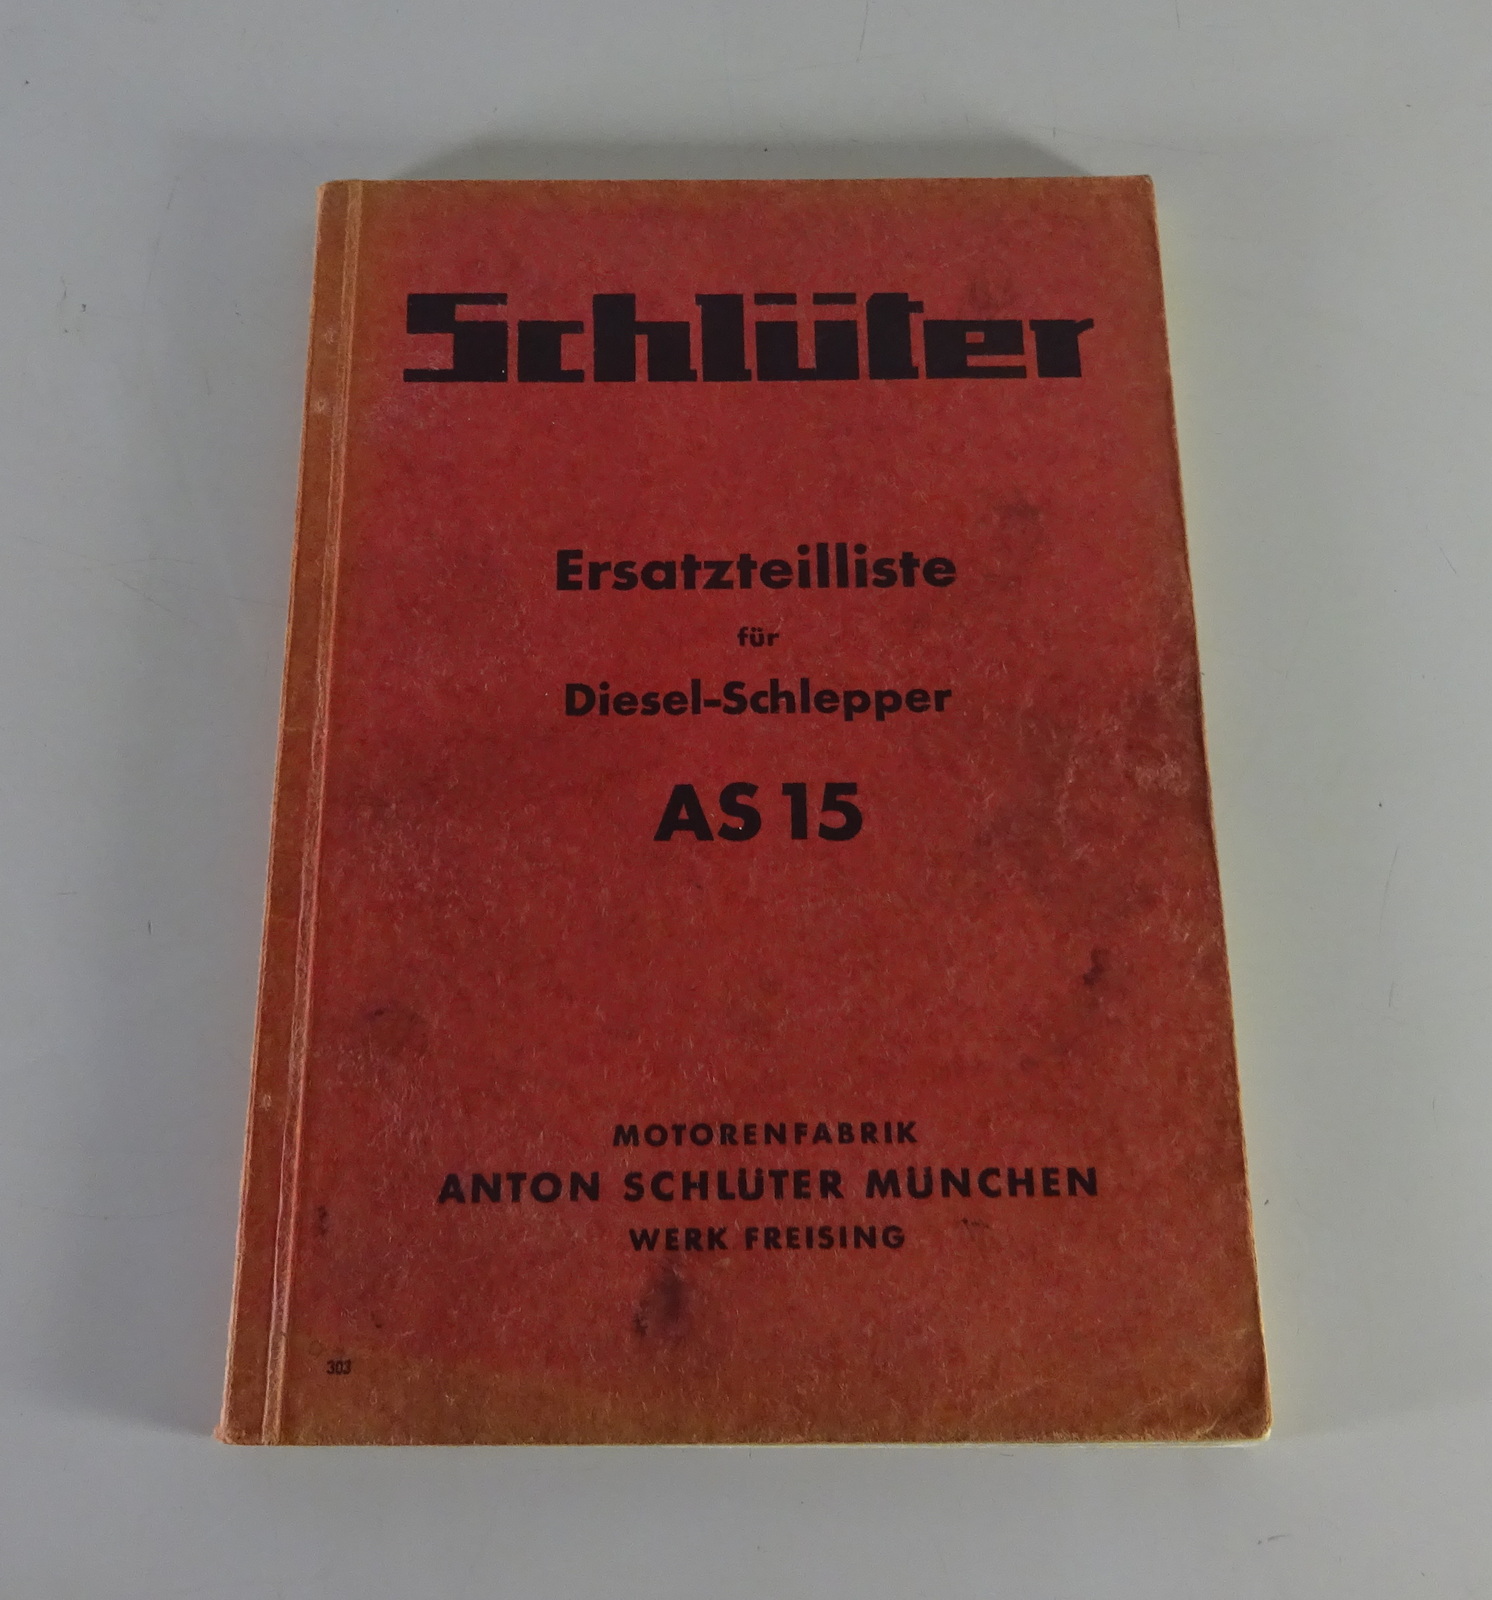 Schlüter
Ersatzteilliste
für
Diesel-Schlepper
AS 15
MOTORENFABRIK
ANTON SCHLÜTER MÜNCHEN
WERK FREISING
303